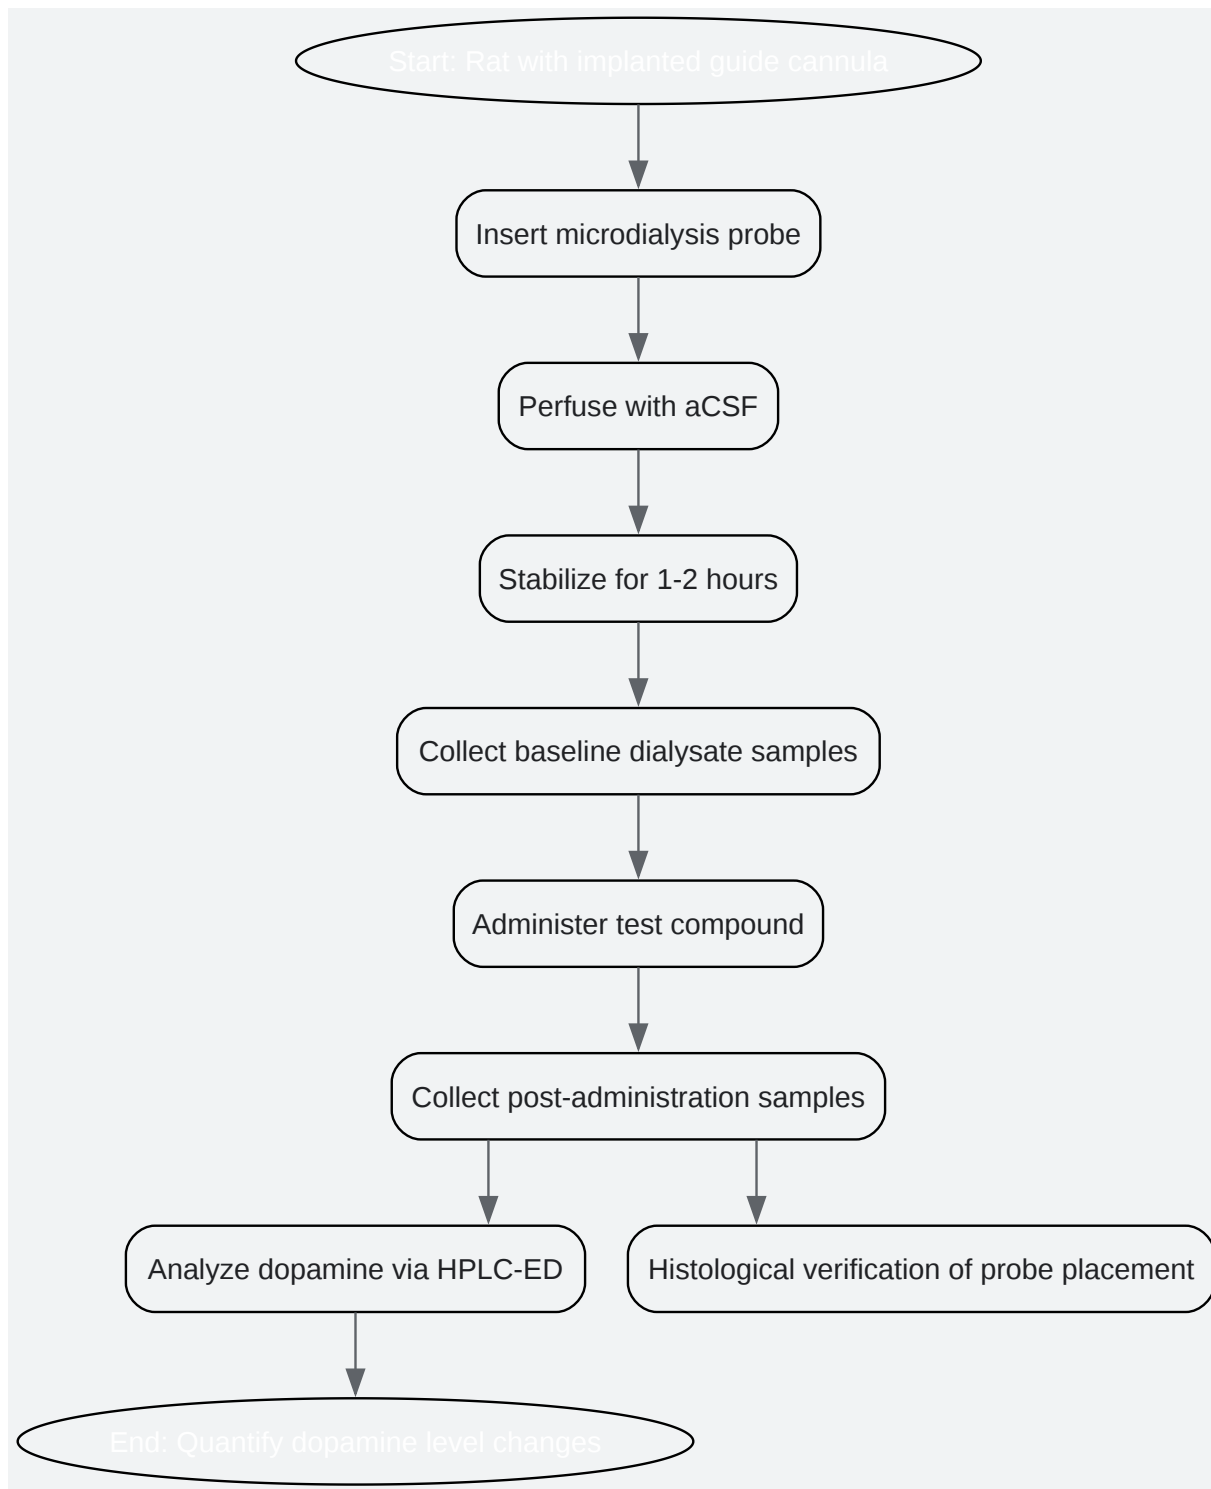 Start: Rat with implanted guide cannula
Insert microdialysis probe
Perfuse with aCSF
Stabilize for 1-2 hours
Collect baseline dialysate samples
Administer test compound
Collect post-administration samples
Analyze dopamine via HPLC-ED
Histological verification of probe placement
End: Quantify dopamine level changes